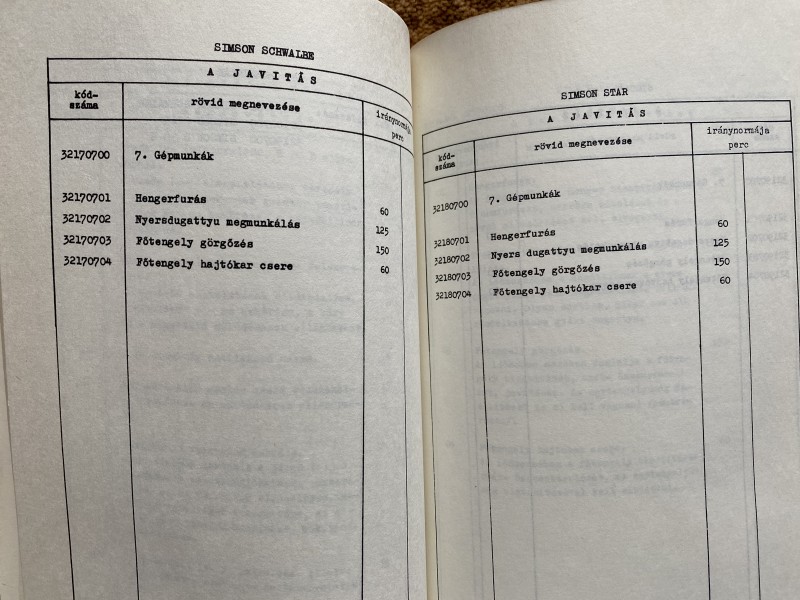 SIMSON SCHWALBE
A JAVITÁS
kód-
száma
rövid megnevezése
iránynormája
perc
32170700 7. Gépmunkák
32170701 Hengerfurás 60
32170702 Nyersdugattyu megmunkálás 125
32170703 Főtengely görgőzés 150
32170704 Főtengely hajtókar csere 60
SIMSON STAR
A JAVITÁS
kód-
száma
rövid megnevezése
iránynormája
perc
32180700 7. Gépmunkák
32180701 Hengerfurás 60
32180702 Nyers dugattyu megmunkálás 125
32180703 Főtengely görgőzés 150
32180704 Főtengely hajtókar csere 60